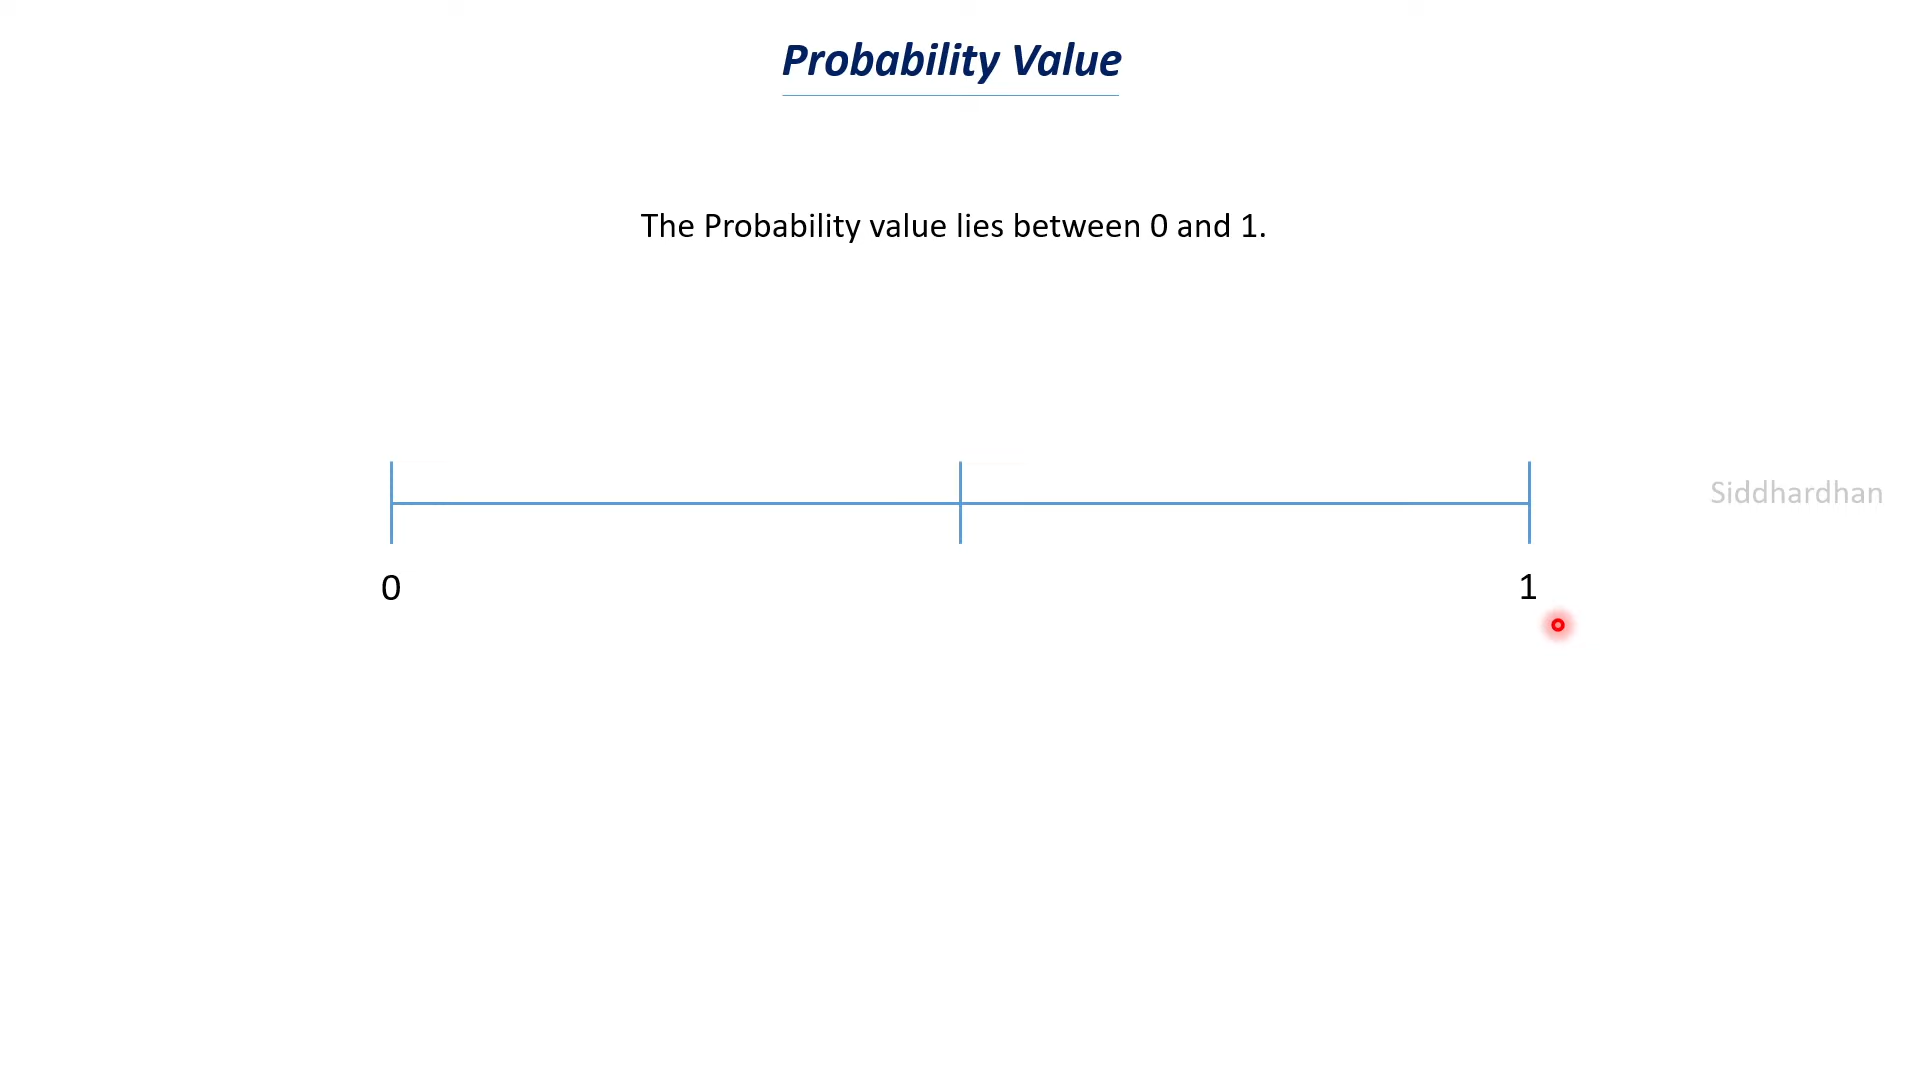 Probability Value
The Probability value lies between 0 and 1.
Siddhardhan
0
1